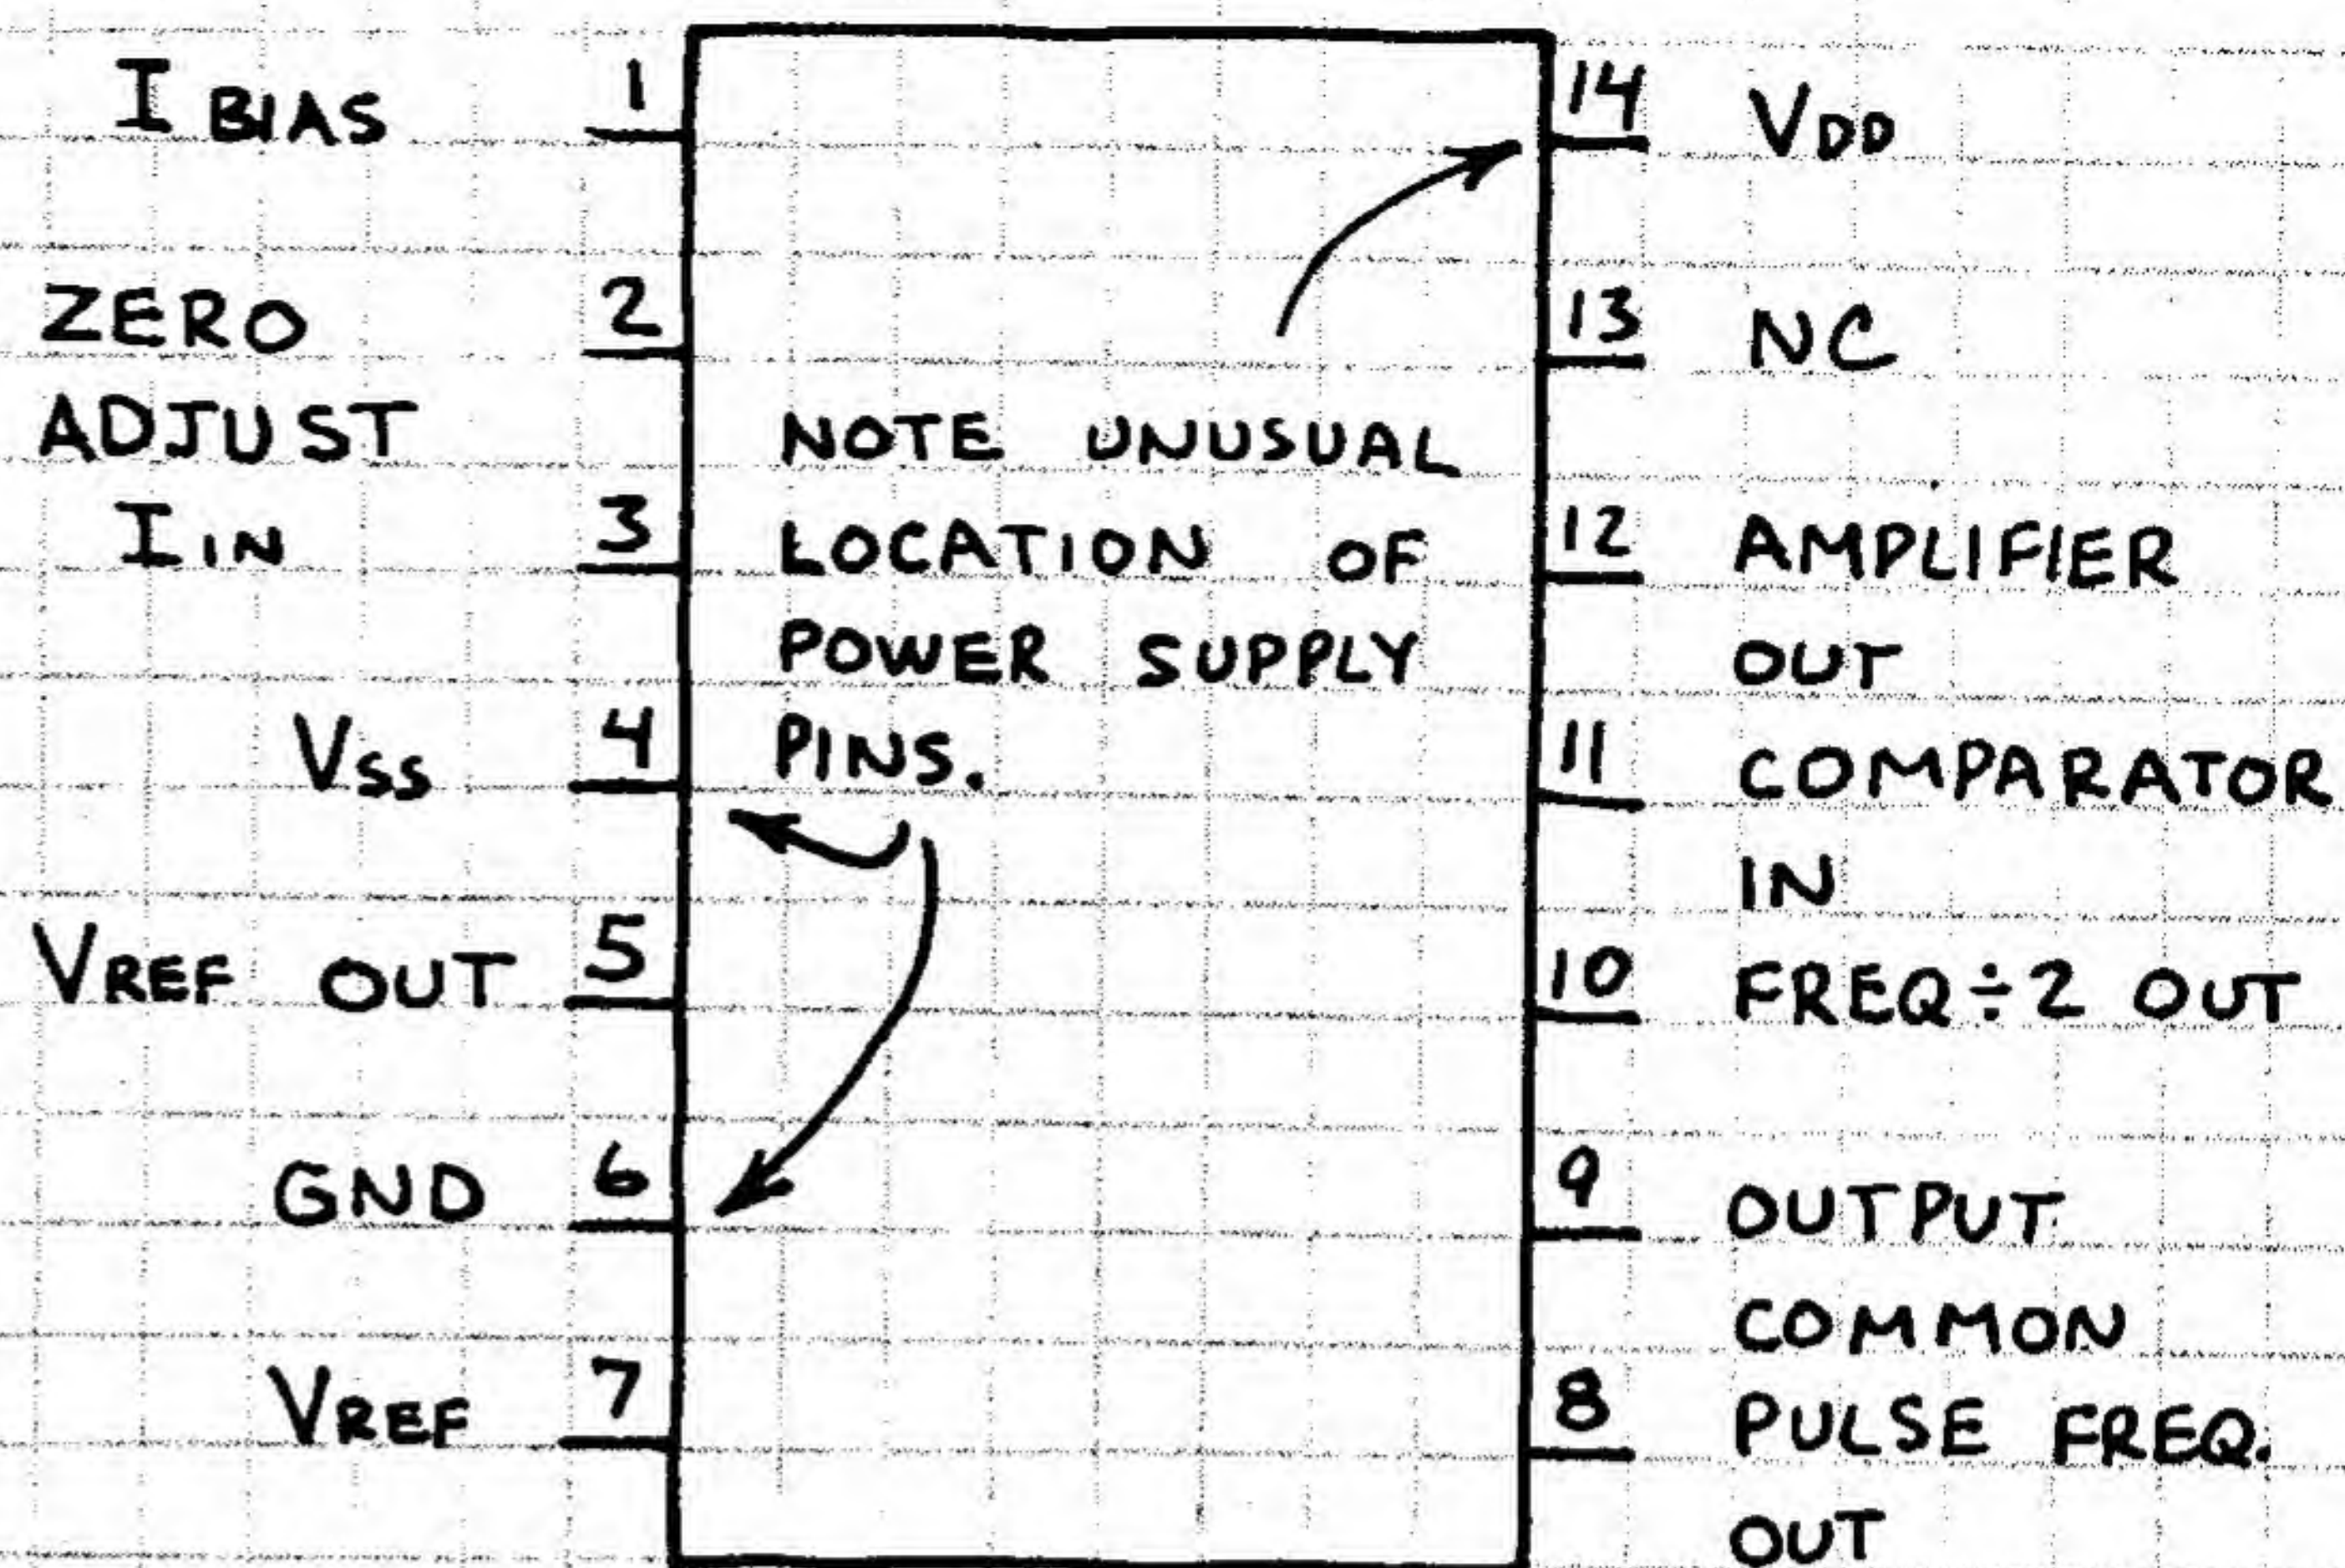 I BIAS 1
ZERO 2
ADJUST
I IN 3
VSS 4
VREF OUT 5
GND 6
VREF 7
NOTE UNUSUAL
LOCATION OF
POWER SUPPLY
PINS.
14 VDD
13 NC
12 AMPLIFIER
OUT
11 COMPARATOR
IN
10 FREQ÷2 OUT
9 OUTPUT
COMMON
8 PULSE FREQ.
OUT